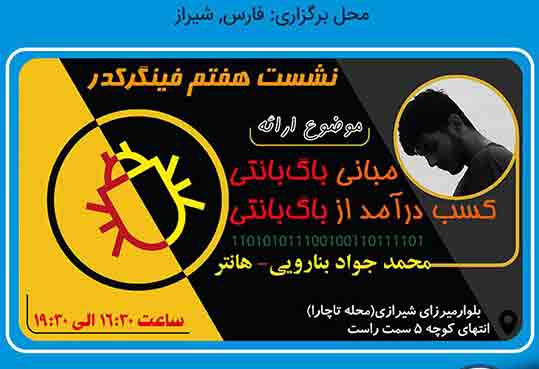 محل برگزاری: فارس, شیراز
نشست هفتم فینگرکدر
موضوع ارائه
مبانی باگ‌بانتی
کسب درآمد از باگ‌بانتی
110101011100100110111101
محمد جواد بنارویی- هانتر
بلوارمیرزای شیرازی(محله تاچارا)
انتهای کوچه ۵ سمت راست
ساعت ۱۶:۳۰ الی ۱۹:۳۰